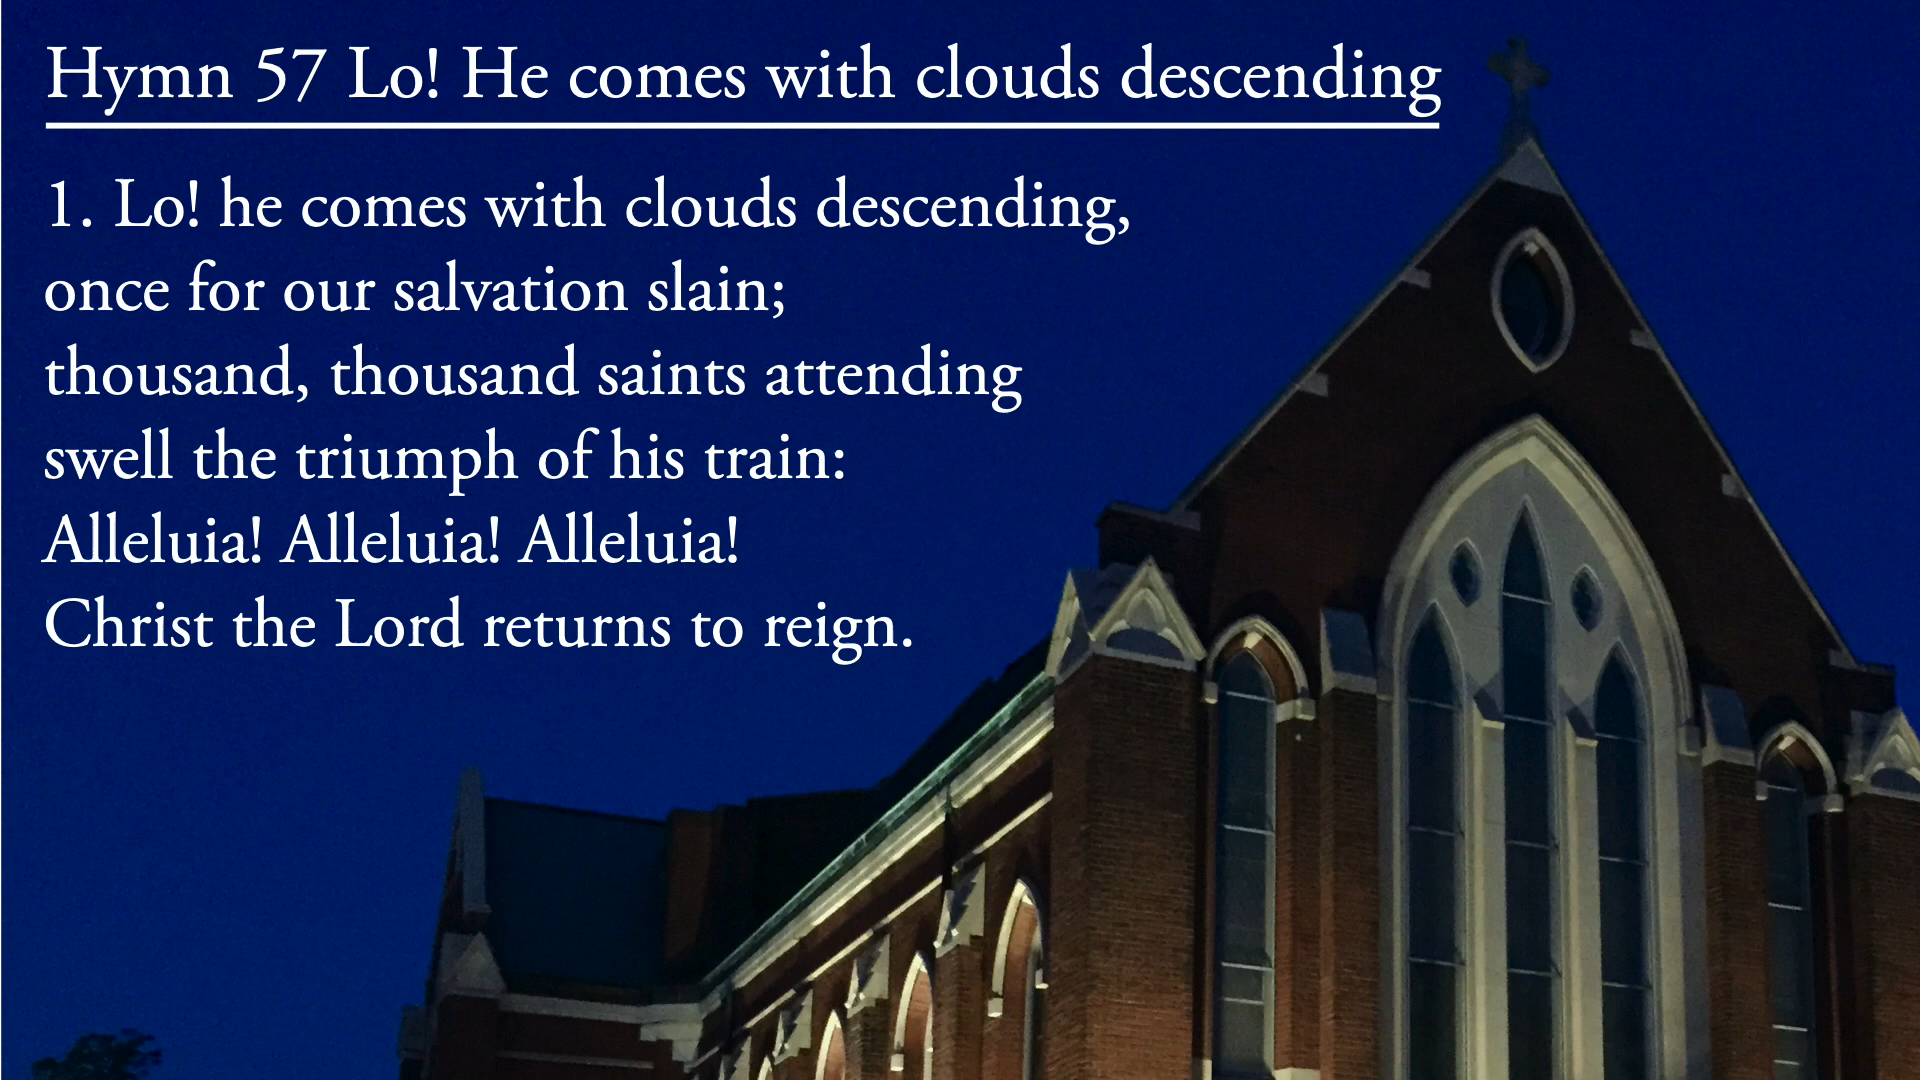 Hymn 57 Lo! He comes with clouds descending
1. Lo! he comes with clouds descending,
once for our salvation slain;
thousand, thousand saints attending
swell the triumph of his train:
Alleluia! Alleluia! Alleluia!
Christ the Lord returns to reign.